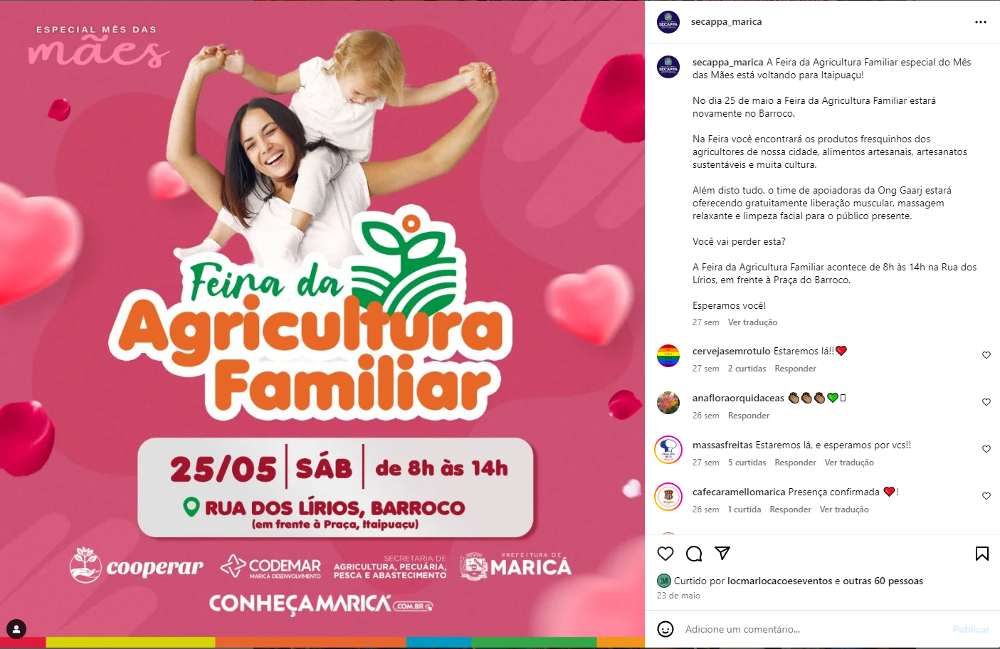 ESPECIAL MÊS DAS
mães
Feira da
Agricultura
Familiar
25/05 SÁB de 8h às 14h
RUA DOS LÍRIOS, BARROCO
(em frente à Praça, Itaipuaçu)
cooperar
CODEMAR
MARICÁ DESENVOLVIMENTO
SECRETARIA DE
AGRICULTURA, PECUÁRIA,
PESCA E ABASTECIMENTO
PREFEITURA DE
MARICÁ
CONHEÇAMARICÁ .COM.BR
SECAPPA
secappa_marica
SECAPPA
secappa_marica A Feira da Agricultura Familiar especial do Mês
das Mães está voltando para Itaipuaçu!
No dia 25 de maio a Feira da Agricultura Familiar estará
novamente no Barroco.
Na Feira você encontrará os produtos fresquinhos dos
agricultores de nossa cidade, alimentos artesanais, artesanatos
sustentáveis e muita cultura.
Além disto tudo, o time de apoiadoras da Ong Gaarj estará
oferecendo gratuitamente liberação muscular, massagem
relaxante e limpeza facial para o público presente.
Você vai perder esta?
A Feira da Agricultura Familiar acontece de 8h às 14h na Rua dos
Lírios, em frente à Praça do Barroco.
Esperamos você!
27 sem Ver tradução
cervejasemrotulo Estaremos lá!!❤️
27 sem 2 curtidas Responder
anafloraorquidaceas 👏🏽👏🏽👏🏽💚
26 sem Responder
massasfreitas Estaremos lá, e esperamos por vcs!!
27 sem 5 curtidas Responder Ver tradução
cafecaramellomarica Presença confirmada ❤️!
26 sem 1 curtida Responder Ver tradução
Curtido por locmarlocacoeseventos e outras 60 pessoas
23 de maio
Adicione um comentário...
Publicar